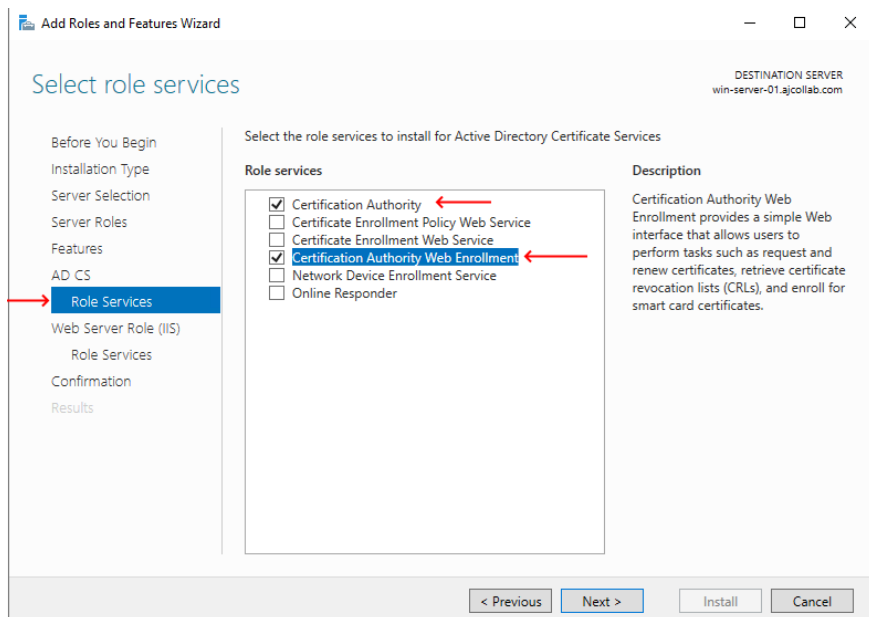 Add Roles and Features Wizard
Select role services
DESTINATION SERVER
win-server-01.ajcollab.com
Before You Begin
Installation Type
Server Selection
Server Roles
Features
AD CS
Role Services
Web Server Role (IIS)
Role Services
Confirmation
Results
Select the role services to install for Active Directory Certificate Services
Role services
Certification Authority
Certificate Enrollment Policy Web Service
Certificate Enrollment Web Service
Certification Authority Web Enrollment
Network Device Enrollment Service
Online Responder
Description
Certification Authority Web
Enrollment provides a simple Web
interface that allows users to
perform tasks such as request and
renew certificates, retrieve certificate
revocation lists (CRLs), and enroll for
smart card certificates.
< Previous
Next >
Install
Cancel